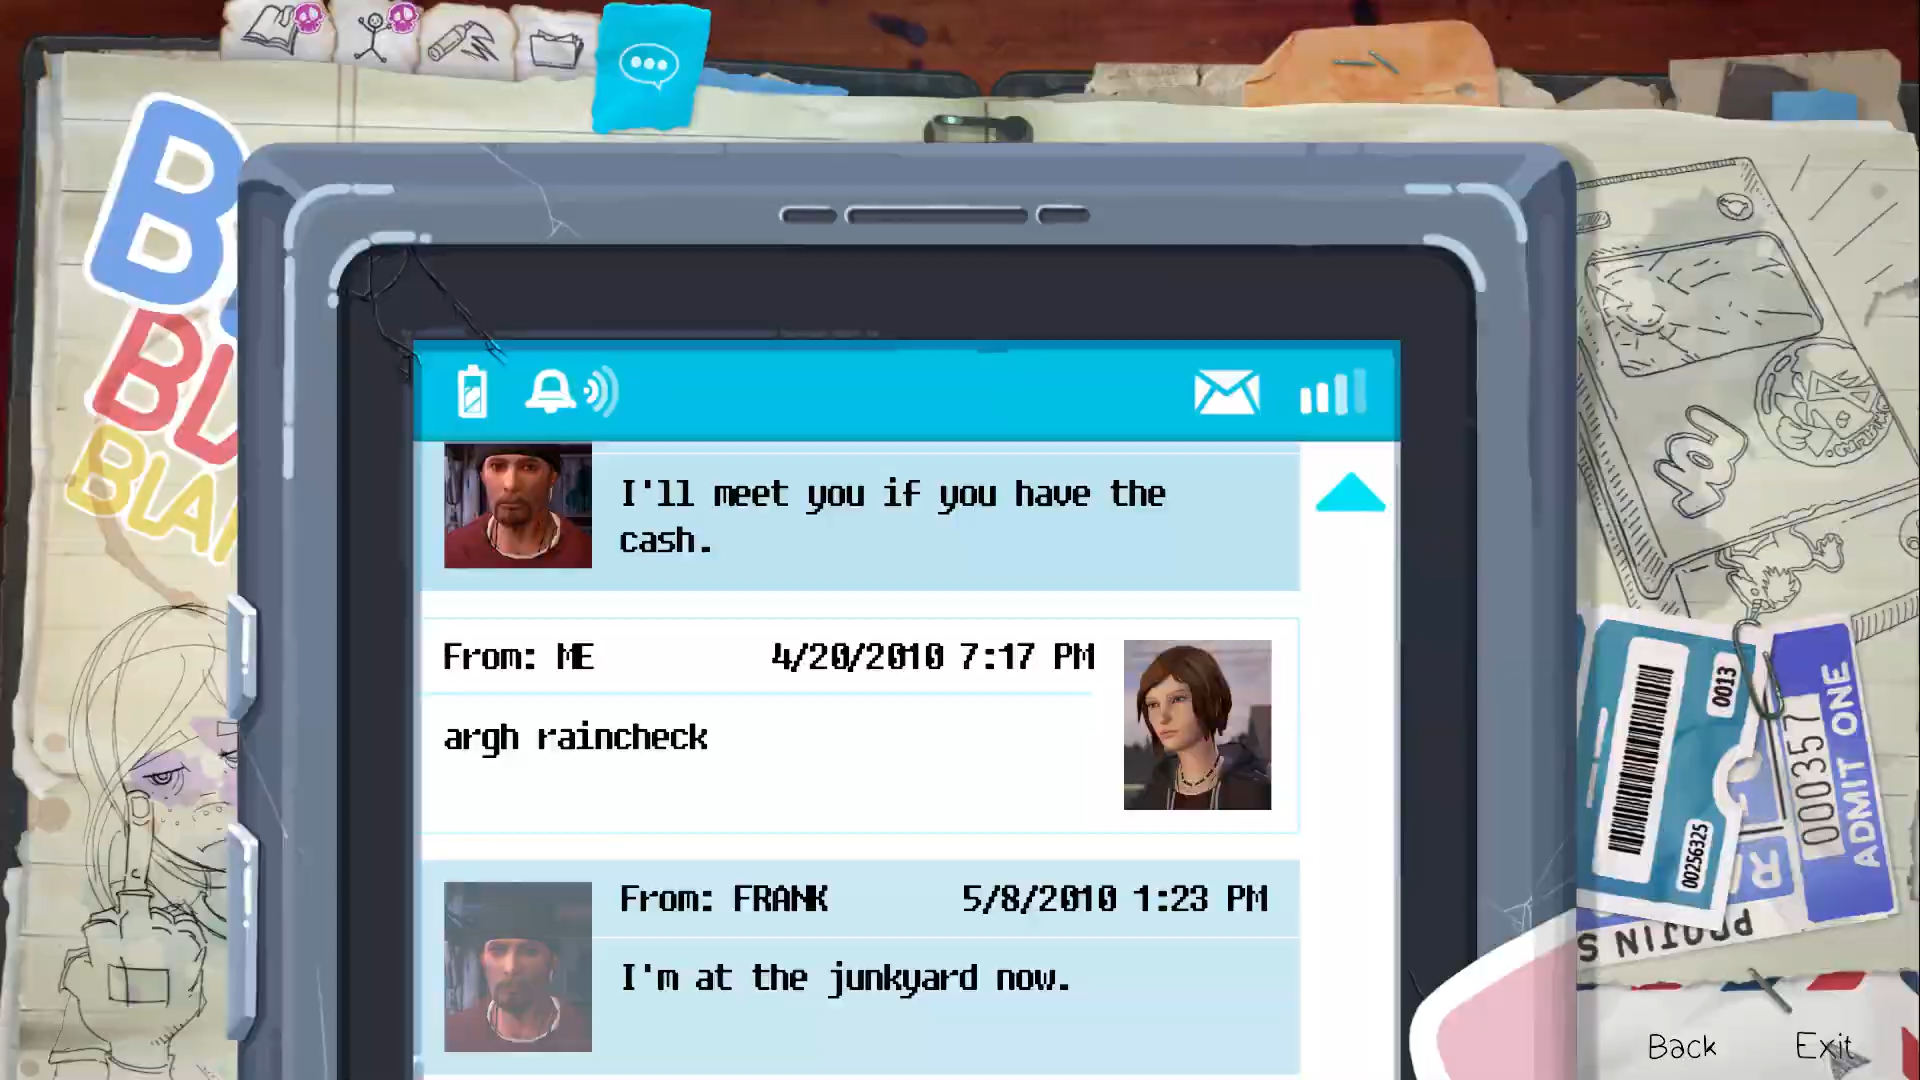 I'll meet you if you have the
cash.
From: ME 4/20/2010 7:17 PM
argh raincheck
From: FRANK 5/8/2010 1:23 PM
I'm at the junkyard now.
0013
00256325
000357
ADMIT ONE
Back
Exit